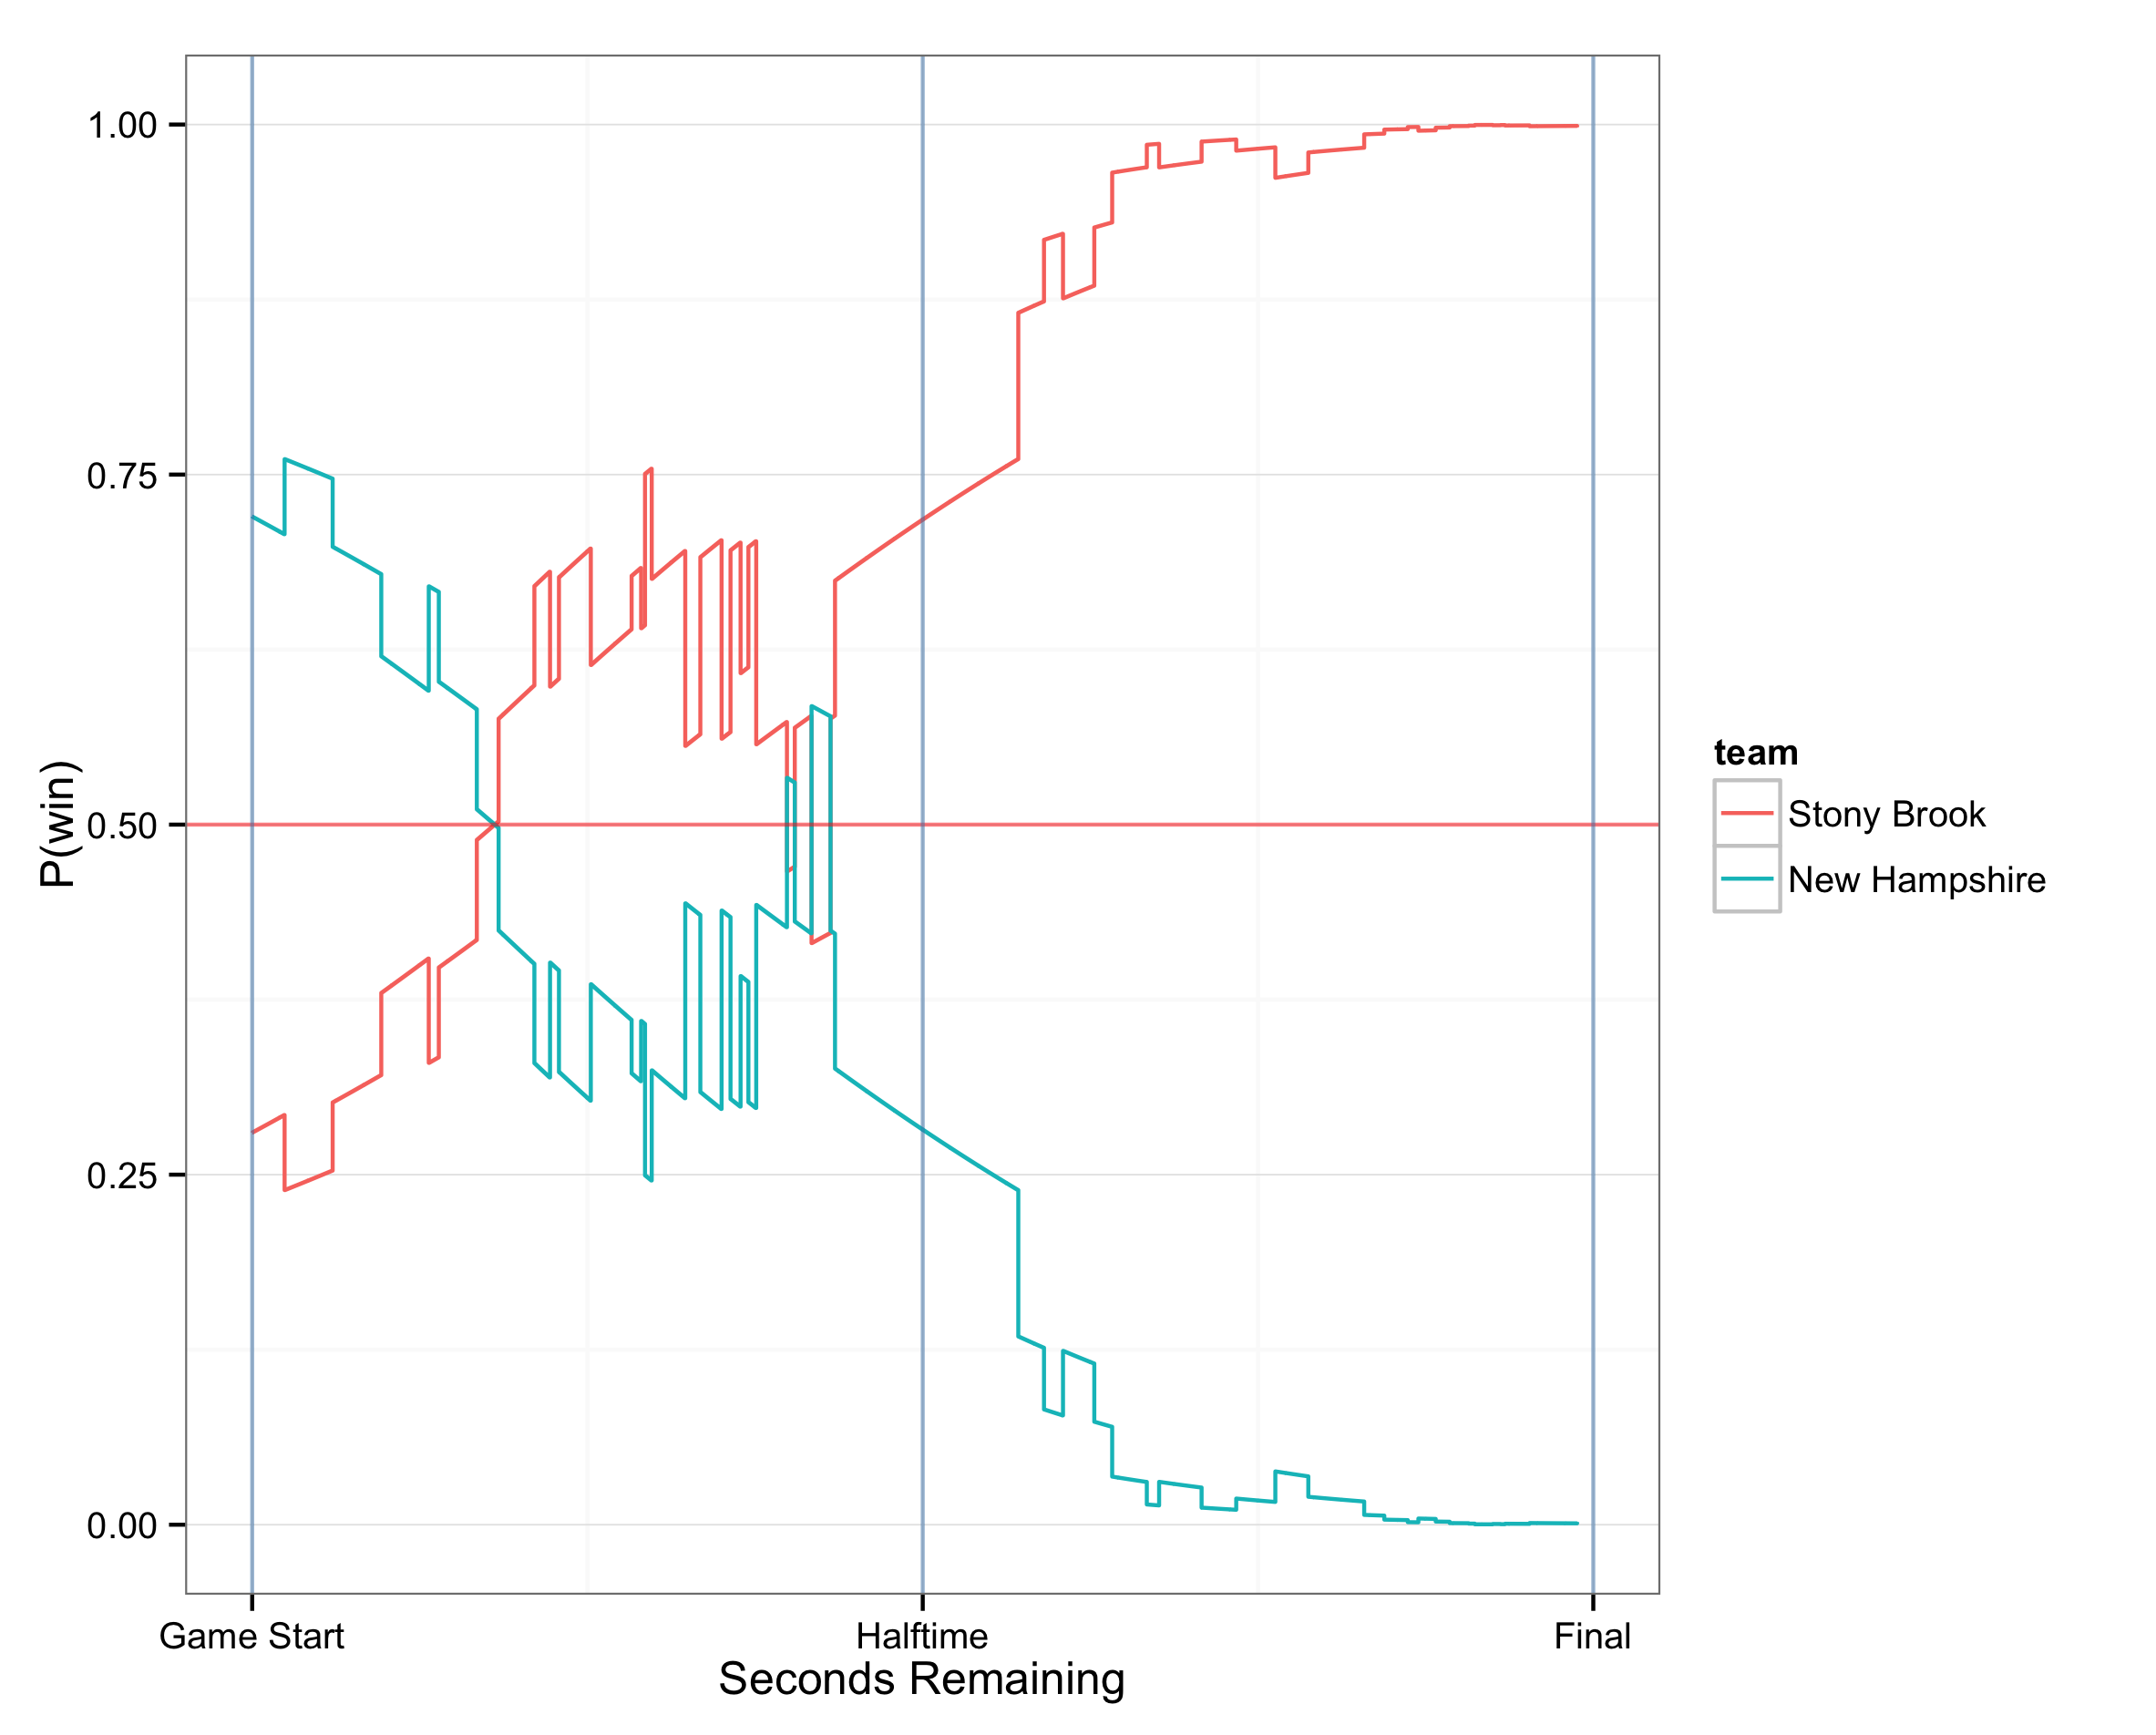 1.00
0.75
0.50
0.25
0.00
P(win)
Game Start
Halftime
Final
Seconds Remaining
team
Stony Brook
New Hampshire